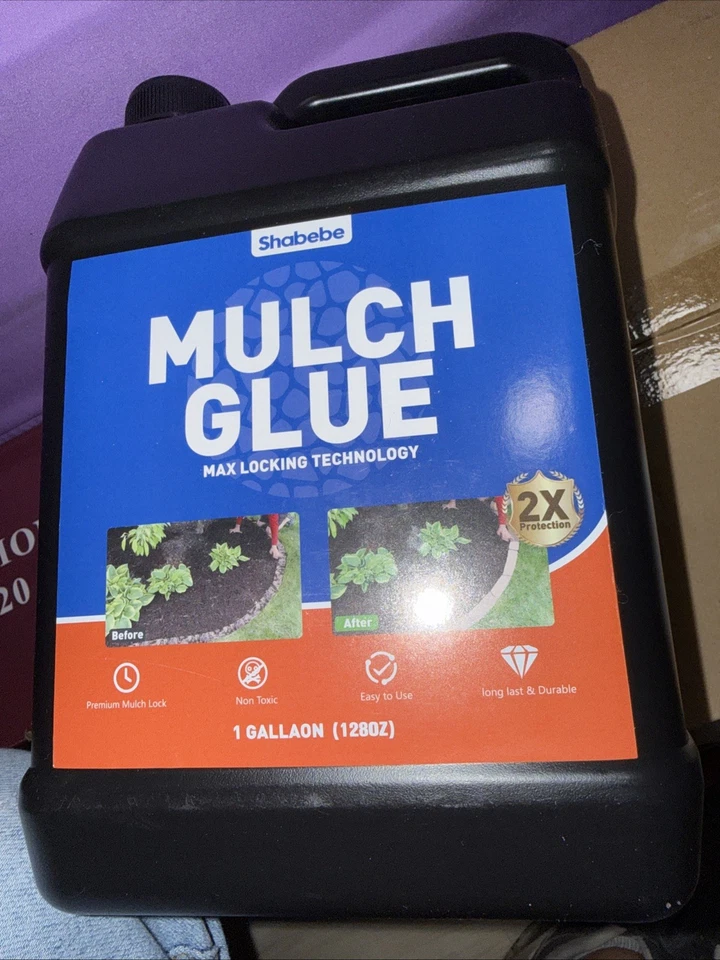 Shabebe
MULCH
GLUE
MAX LOCKING TECHNOLOGY
2X
Protection
Before
After
Premium Mulch Lock
Non Toxic
Easy to Use
long last & Durable
1 GALLAON (128OZ)
20